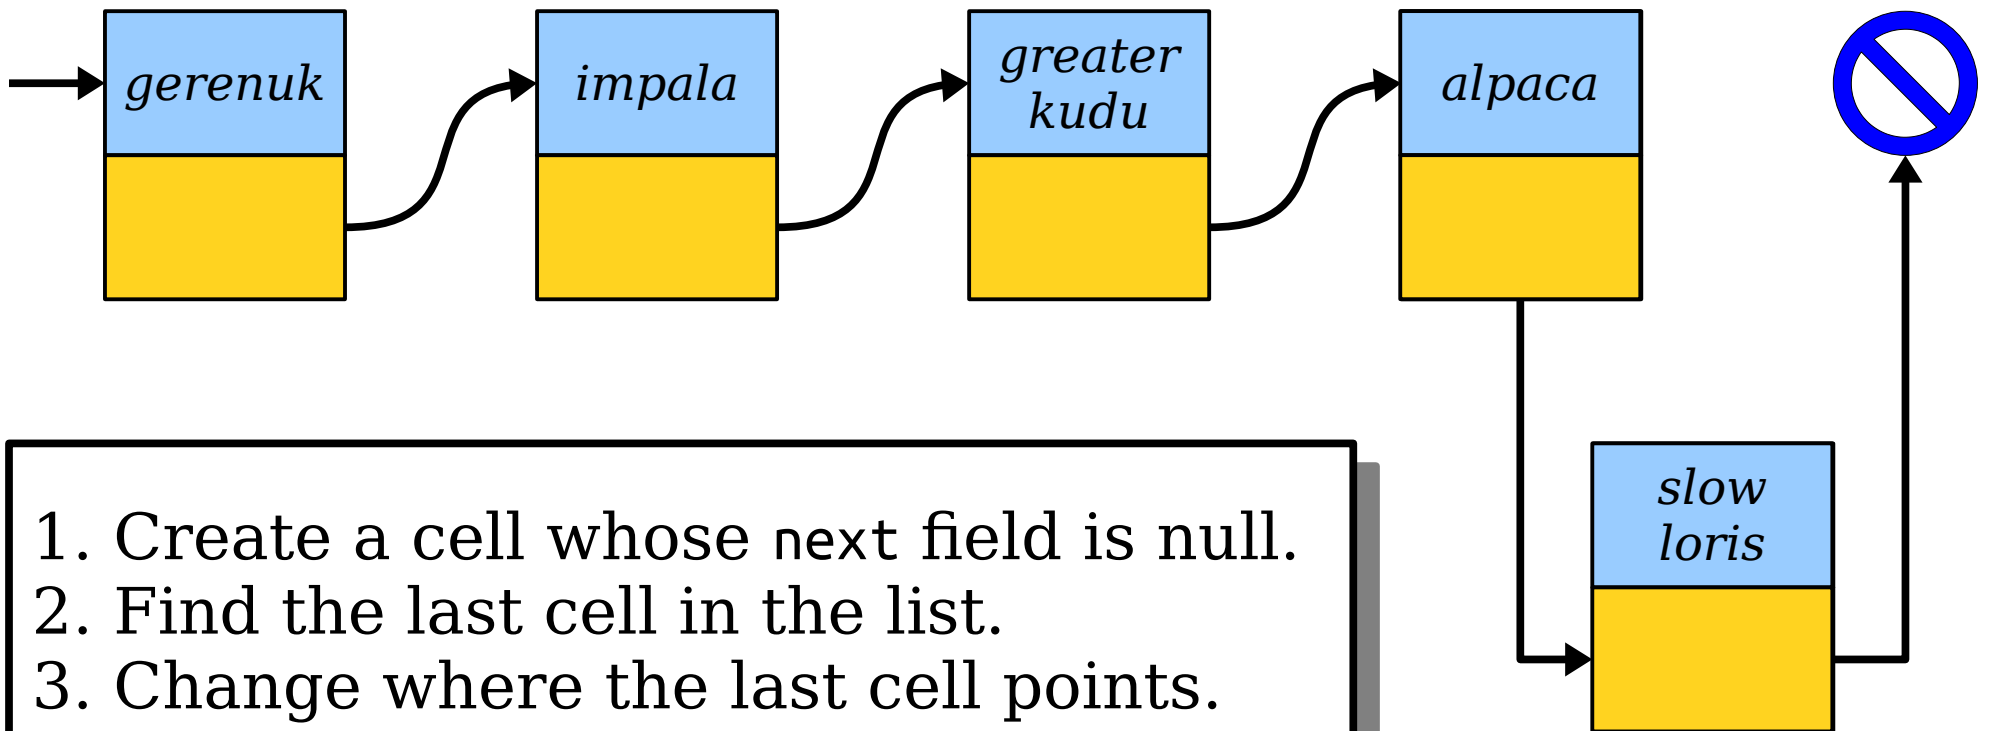 gerenuk
impala
greater
kudu
alpaca
slow
loris
1. Create a cell whose next field is null.
2. Find the last cell in the list.
3. Change where the last cell points.